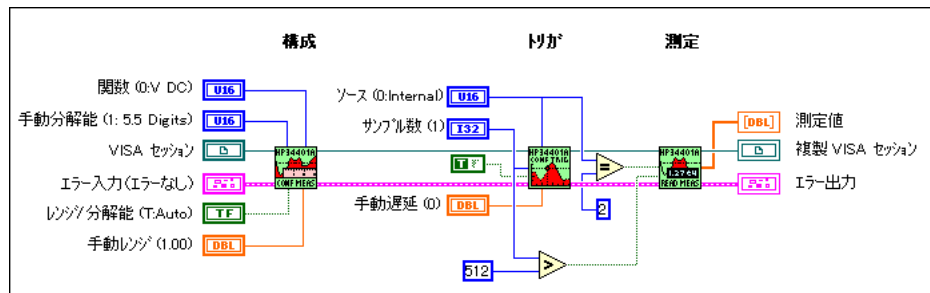 構成 トリガ 測定
関数 (0:V DC) U16
手動分解能 (1: 5.5 Digits) U16
VISA セッション
エラー入力(エラーなし)
レンジ/分解能 (T:Auto) TF
手動レンジ (1.00) DBL
HP34401A
CONF MEAS
ソース (0:Internal) U16
サンプル数 (1) I32
T
手動遅延 (0) DBL
HP34401A
CONF TRIG
512
>
=
2
HP34401A
READ MEAS
[DBL] 測定値
複製 VISA セッション
エラー出力